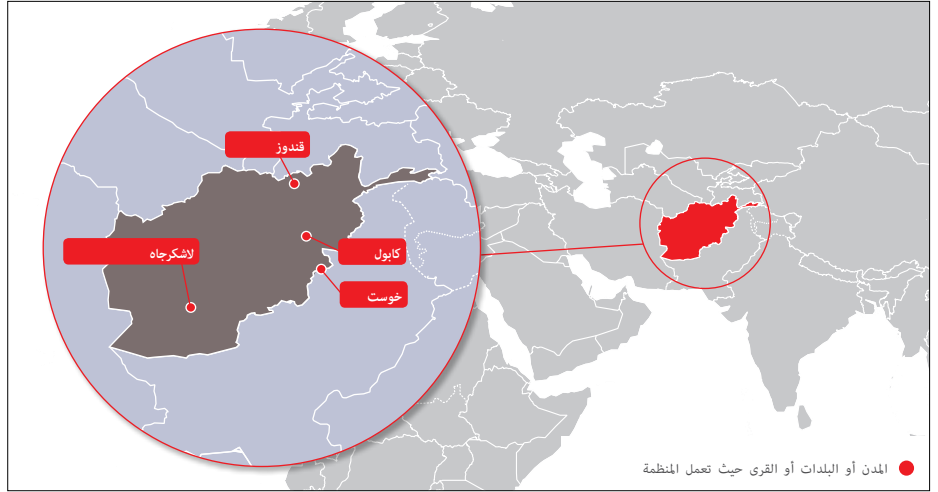 قندوز
كابول
لاشكرجاه
خوست
المدن أو البلدات أو القرى حيث تعمل المنظمة